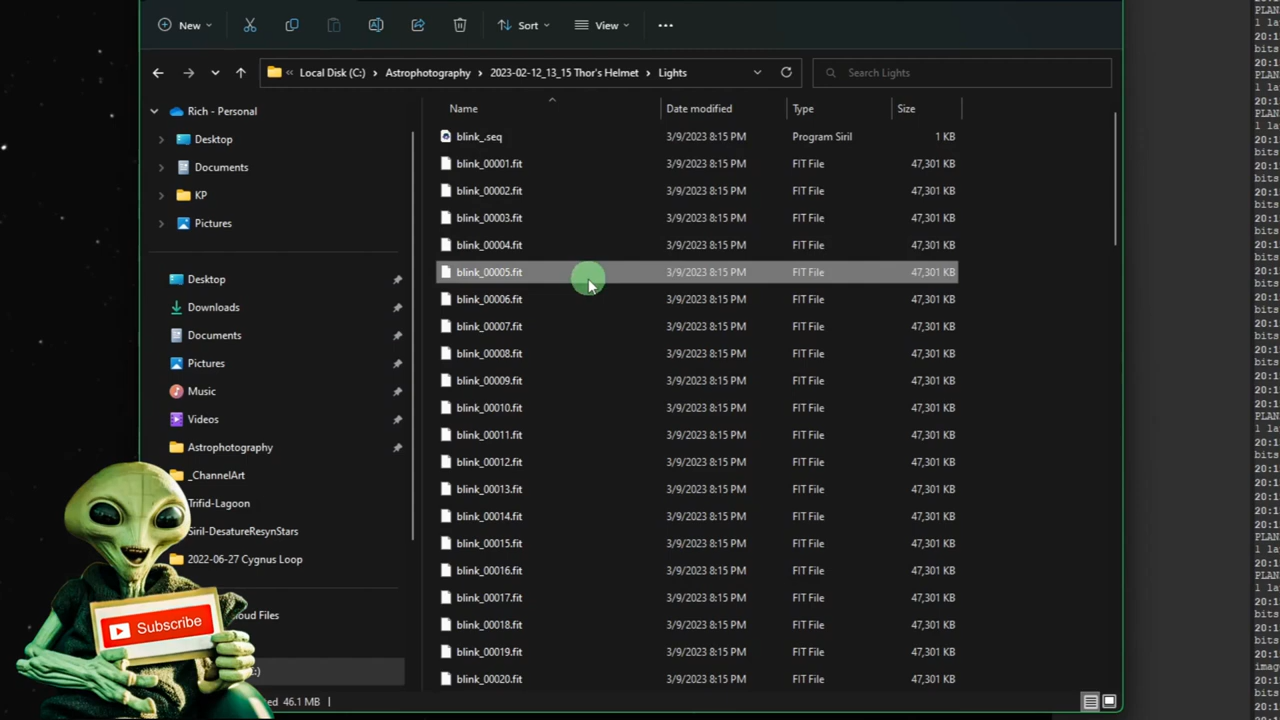 New
Sort
View
Local Disk (C:) Astrophotography 2023-02-12_13_15 Thor's Helmet Lights
Search Lights
Rich - Personal
Desktop
Documents
KP
Pictures
Desktop
Downloads
Documents
Pictures
Music
Videos
Astrophotography
_ChannelArt
Trifid-Lagoon
Siril-DesatureResynStars
2022-06-27 Cygnus Loop
Files
46.1 MB
Subscribe
Name Date modified Type Size
blink_.seq 3/9/2023 8:15 PM Program Siril 1 KB
blink_00001.fit 3/9/2023 8:15 PM FIT File 47,301 KB
blink_00002.fit 3/9/2023 8:15 PM FIT File 47,301 KB
blink_00003.fit 3/9/2023 8:15 PM FIT File 47,301 KB
blink_00004.fit 3/9/2023 8:15 PM FIT File 47,301 KB
blink_00005.fit 3/9/2023 8:15 PM FIT File 47,301 KB
blink_00006.fit 3/9/2023 8:15 PM FIT File 47,301 KB
blink_00007.fit 3/9/2023 8:15 PM FIT File 47,301 KB
blink_00008.fit 3/9/2023 8:15 PM FIT File 47,301 KB
blink_00009.fit 3/9/2023 8:15 PM FIT File 47,301 KB
blink_00010.fit 3/9/2023 8:15 PM FIT File 47,301 KB
blink_00011.fit 3/9/2023 8:15 PM FIT File 47,301 KB
blink_00012.fit 3/9/2023 8:15 PM FIT File 47,301 KB
blink_00013.fit 3/9/2023 8:15 PM FIT File 47,301 KB
blink_00014.fit 3/9/2023 8:15 PM FIT File 47,301 KB
blink_00015.fit 3/9/2023 8:15 PM FIT File 47,301 KB
blink_00016.fit 3/9/2023 8:15 PM FIT File 47,301 KB
blink_00017.fit 3/9/2023 8:15 PM FIT File 47,301 KB
blink_00018.fit 3/9/2023 8:15 PM FIT File 47,301 KB
blink_00019.fit 3/9/2023 8:15 PM FIT File 47,301 KB
blink_00020.fit 3/9/2023 8:15 PM FIT File 47,301 KB